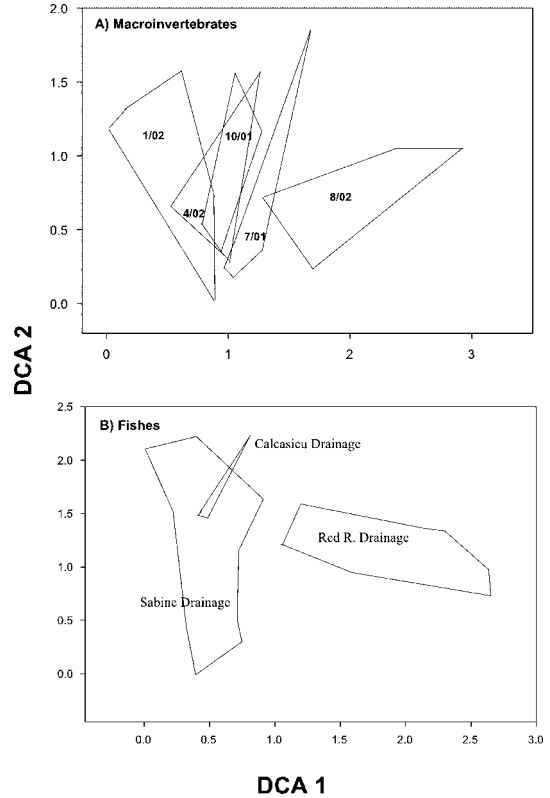 2.0
A) Macroinvertebrates
1.5
1/02
10/01
1.0
8/02
4/02
0.5
7/01
0.0
0 1 2 3
DCA 2
2.5
B) Fishes
Calcasieu Drainage
2.0
1.5
Red R. Drainage
1.0
Sabine Drainage
0.5
0.0
0.0 0.5 1.0 1.5 2.0 2.5 3.0
DCA 1